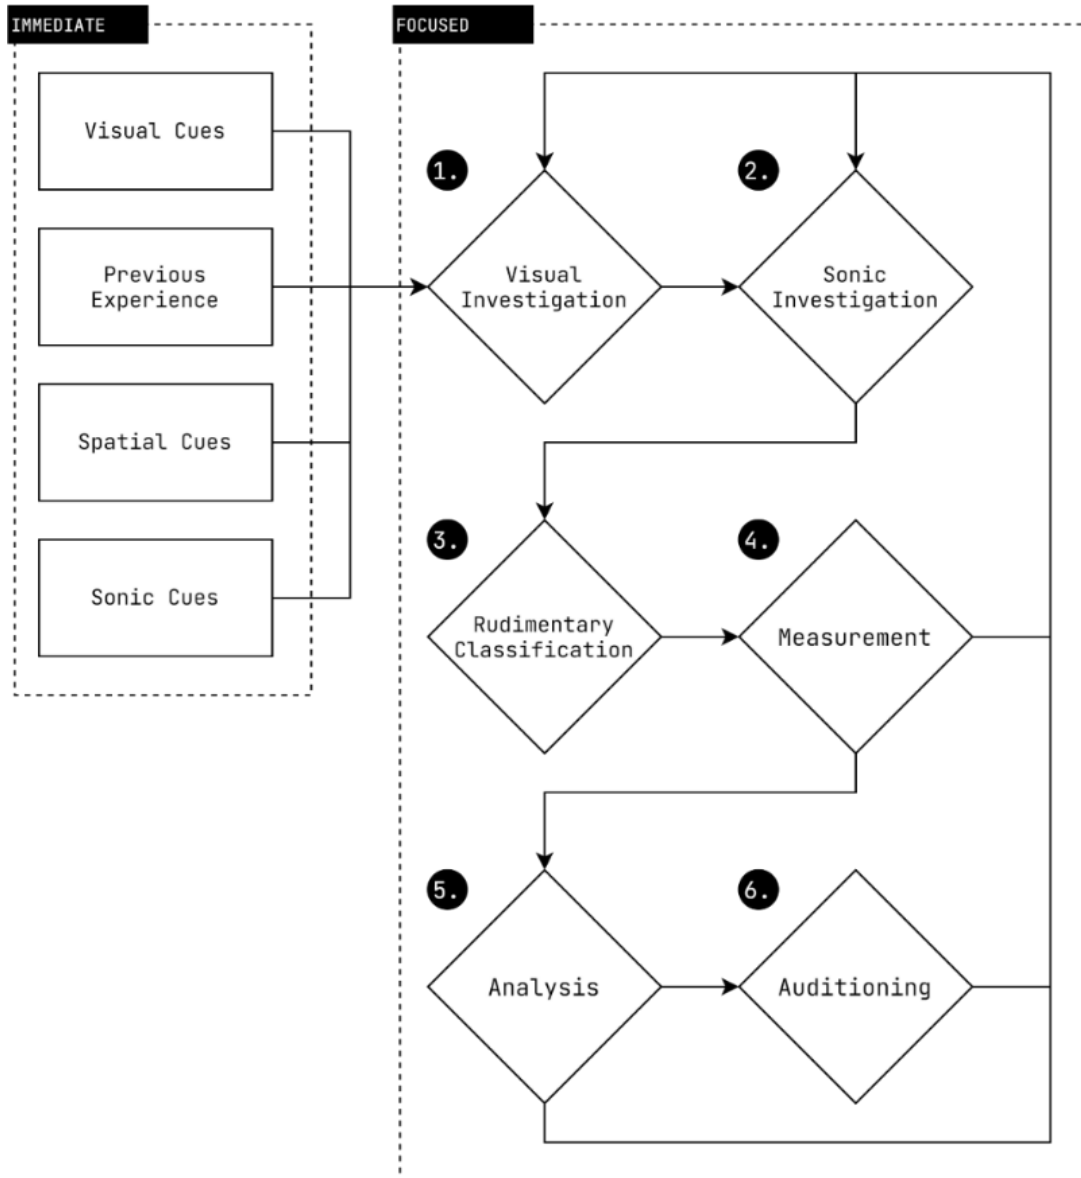 IMMEDIATE
FOCUSED
Visual Cues
Previous
Experience
Spatial Cues
Sonic Cues
1.
Visual
Investigation
2.
Sonic
Investigation
3.
Rudimentary
Classification
4.
Measurement
5.
Analysis
6.
Auditioning